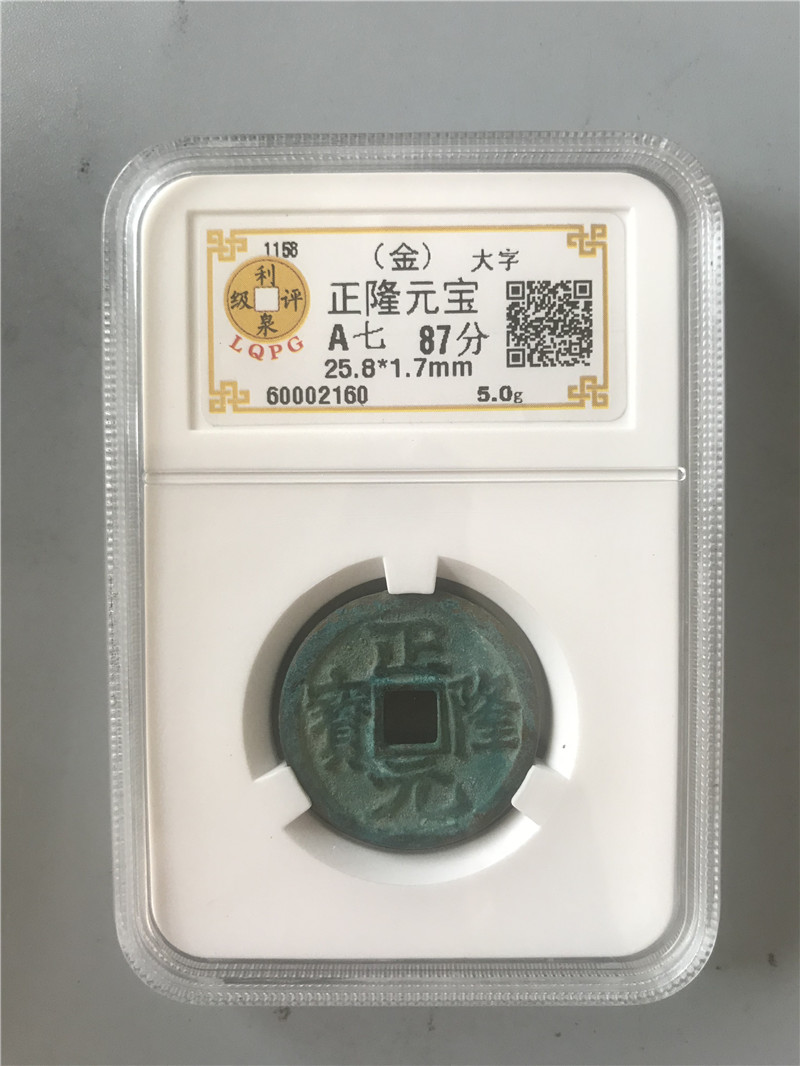 1158
（金） 大字
利泉评级
LQPG
正隆元宝
A七 87分
25.8*1.7mm
60002160 5.0g
正隆元寶